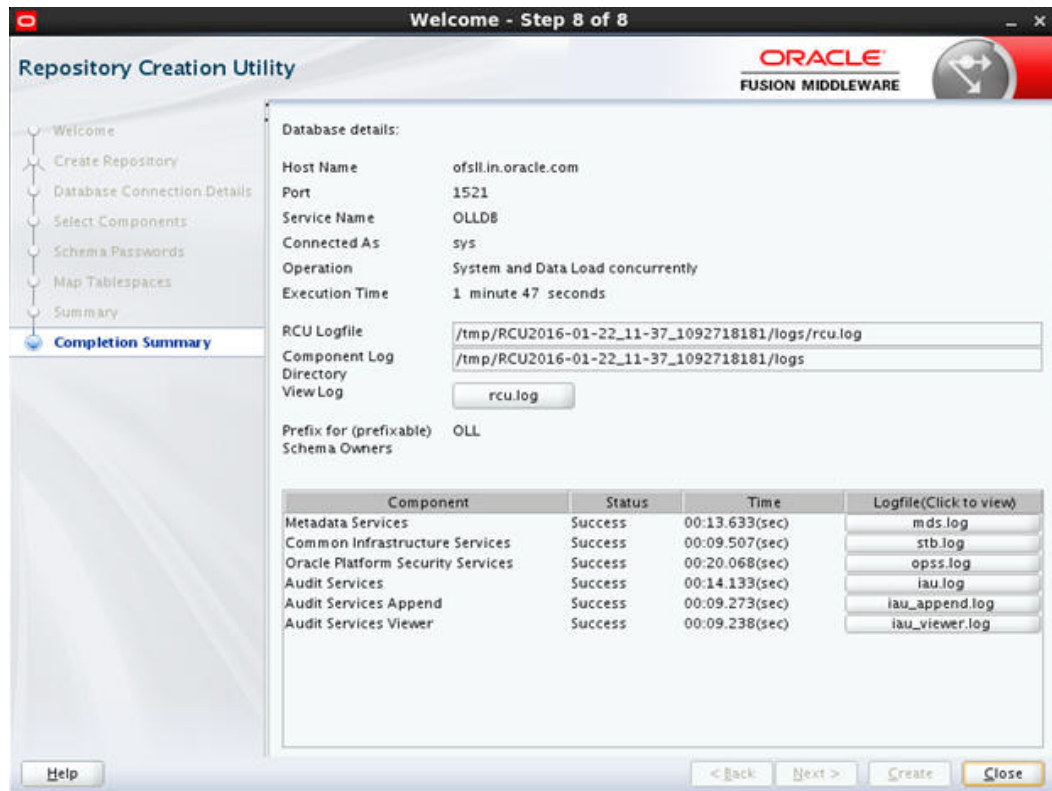 Welcome - Step 8 of 8
Repository Creation Utility
ORACLE
FUSION MIDDLEWARE
Welcome
Create Repository
Database Connection Details
Select Components
Schema Passwords
Map Tablespaces
Summary
Completion Summary
Database details:
Host Name ofsll.in.oracle.com
Port 1521
Service Name OLLDB
Connected As sys
Operation System and Data Load concurrently
Execution Time 1 minute 47 seconds
RCU Logfile /tmp/RCU2016-01-22_11-37_1092718181/logs/rcu.log
Component Log /tmp/RCU2016-01-22_11-37_1092718181/logs
Directory
View Log rcu.log
Prefix for (prefixable) OLL
Schema Owners
Component Status Time Logfile(Click to view)
Metadata Services Success 00:13.633(sec) mds.log
Common Infrastructure Services Success 00:09.507(sec) stb.log
Oracle Platform Security Services Success 00:20.068(sec) opss.log
Audit Services Success 00:14.133(sec) iau.log
Audit Services Append Success 00:09.273(sec) iau_append.log
Audit Services Viewer Success 00:09.238(sec) iau_viewer.log
Help < Back Next > Create Close